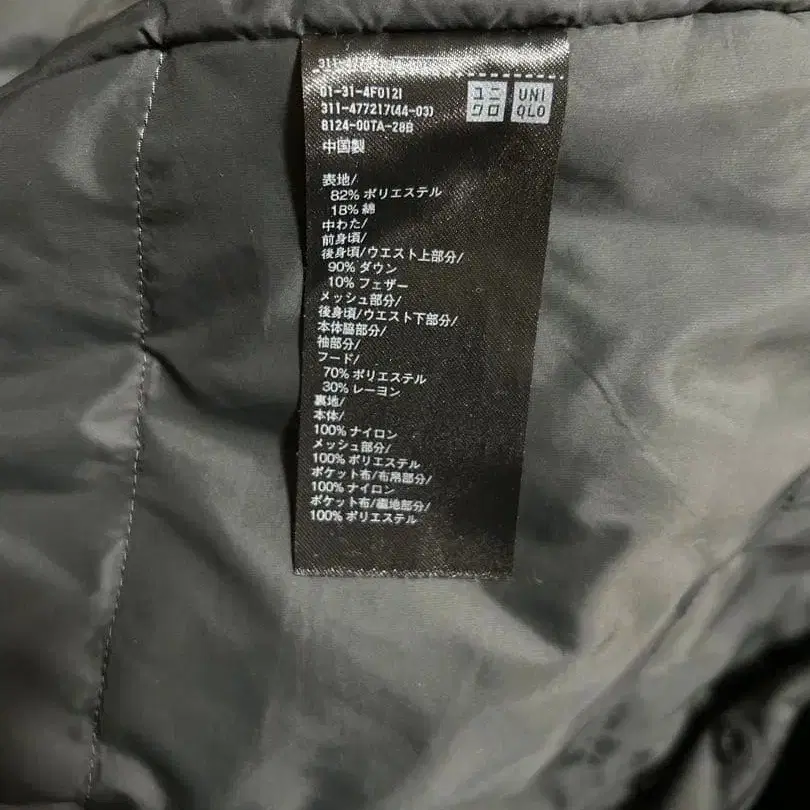 ユニ
クロ
UNI
QLO
01-31-4F012I
311-477217(44-03)
8124-00TA-28B
中国製
表地/
82% ポリエステル
18% 綿
中わた/
前身頃/
後身頃/ウエスト上部分/
90% ダウン
10% フェザー
メッシュ部分/
後身頃/ウエスト下部分/
本体脇部分/
袖部分/
フード/
70% ポリエステル
30% レーヨン
裏地/
本体/
100% ナイロン
メッシュ部分/
100% ポリエステル
ポケット布/布帛部分/
100% ナイロン
ポケット布/編地部分/
100% ポリエステル